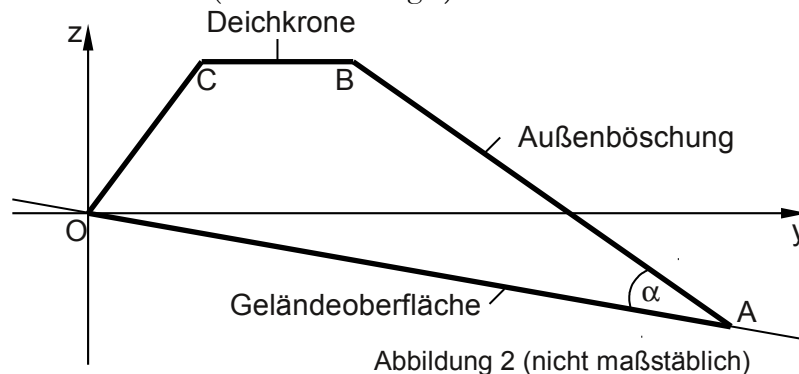 Deichkrone
z
C
B
Außenböschung
O
y
Geländeoberfläche
α
A
Abbildung 2 (nicht maßstäblich)